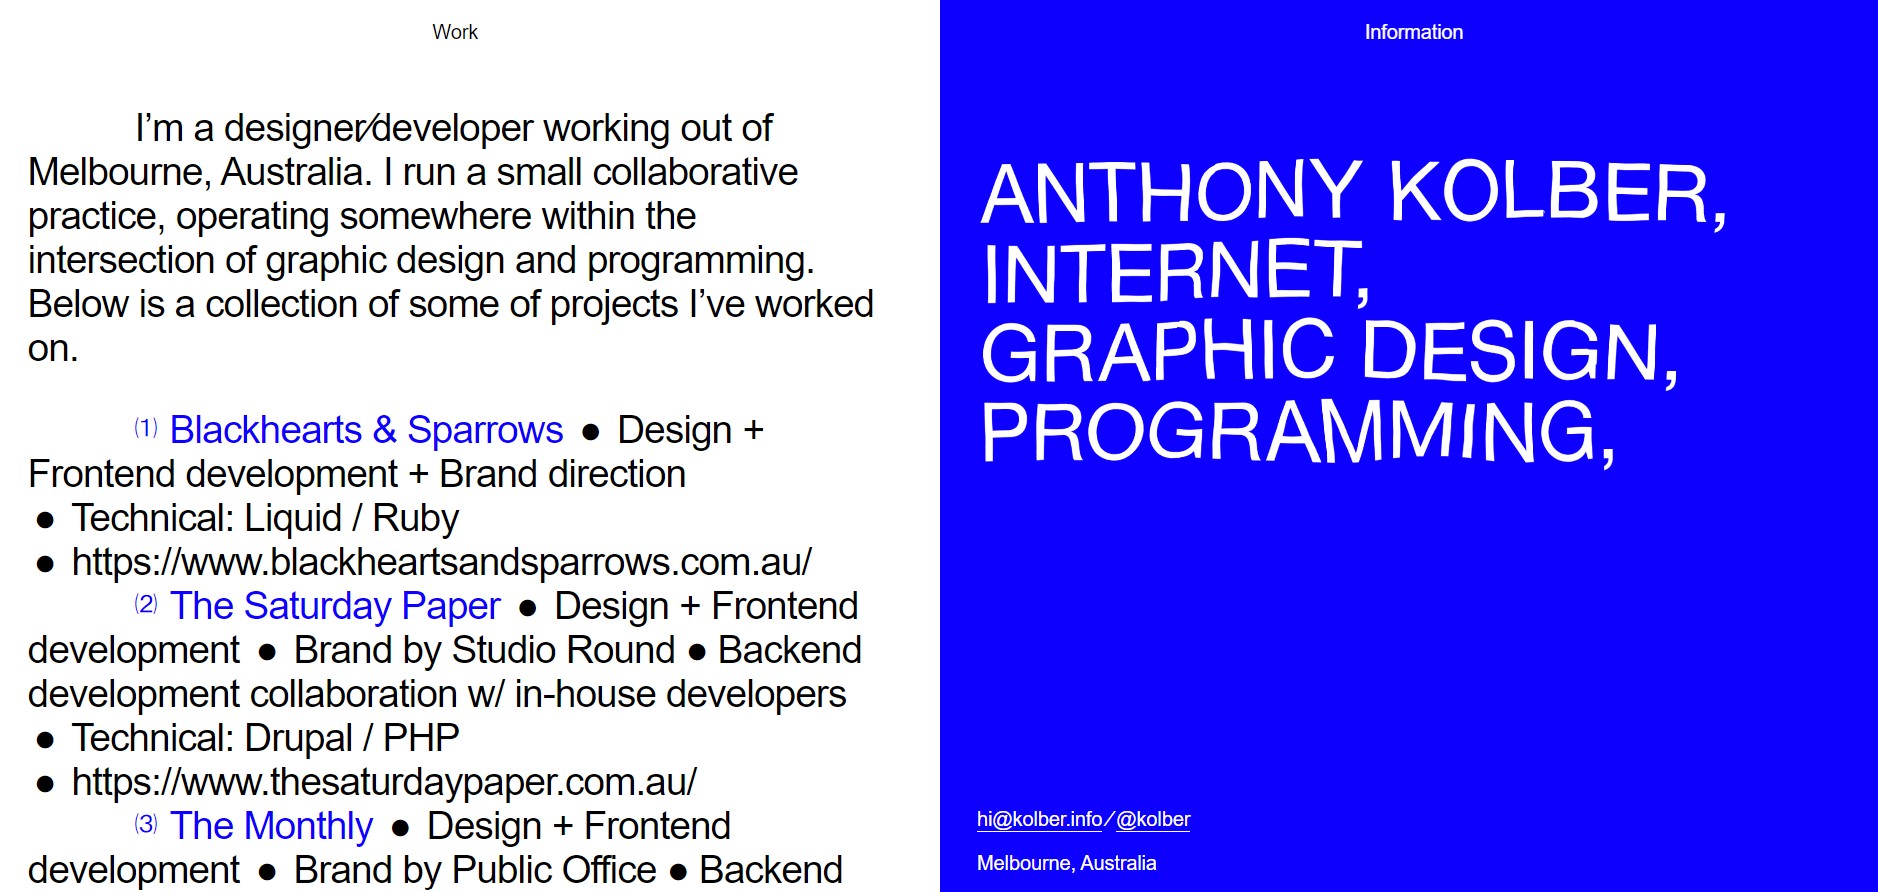 Work
I’m a designer⁄developer working out of
Melbourne, Australia. I run a small collaborative
practice, operating somewhere within the
intersection of graphic design and programming.
Below is a collection of some of projects I’ve worked
on.
(1) Blackhearts & Sparrows ● Design +
Frontend development + Brand direction
● Technical: Liquid / Ruby
● https://www.blackheartsandsparrows.com.au/
(2) The Saturday Paper ● Design + Frontend
development ● Brand by Studio Round ● Backend
development collaboration w/ in-house developers
● Technical: Drupal / PHP
● https://www.thesaturdaypaper.com.au/
(3) The Monthly ● Design + Frontend
development ● Brand by Public Office ● Backend
Information
ANTHONY KOLBER,
INTERNET,
GRAPHIC DESIGN,
PROGRAMMING,
hi@kolber.info ⁄ @kolber
Melbourne, Australia